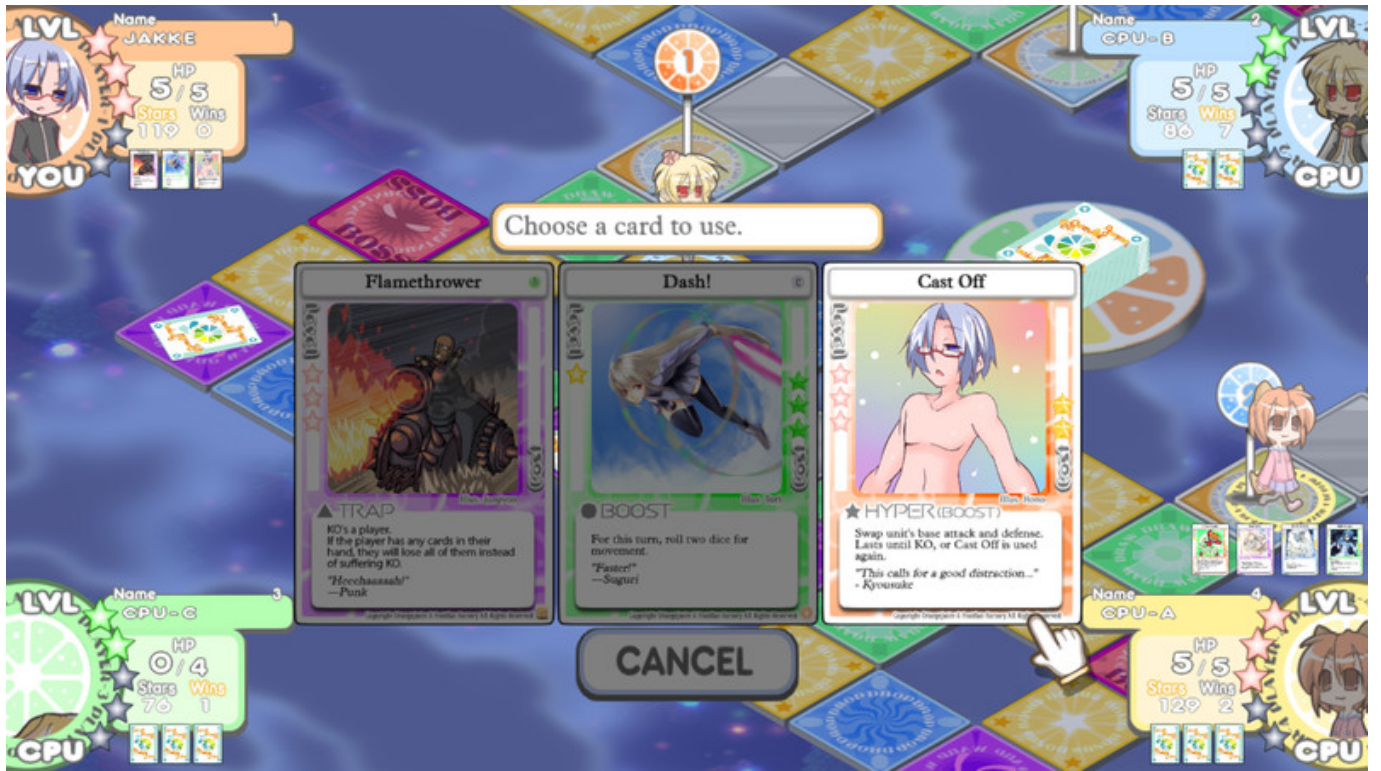 LVL
Name 1
JAKKE
HP
5/5
Stars Wins
119 0
YOU
Name 2
CPU-B
LVL
HP
5/5
Stars Wins
86 7
CPU
1
BOSS
BOSS
Choose a card to use.
Flamethrower
Level
Cost
TRAP
KO's a player.
If the player has any cards in their
hand, they will lose all of them instead
of suffering KO.
—Punk
Dash!
C
Level
Cost
BOOST
For this turn, roll two dice for
movement.
"Faster!"
—Suguri
Cast Off
Level
Cost
HYPER (BOOST)
Swap unit's base attack and defense.
Lasts until KO, or Cast Off is used
again.
"This calls for a good distraction..."
- Kyousuke
CANCEL
LVL
Name 3
CPU-C
HP
0/4
Stars Wins
76 1
CPU
Name 4
CPU-A
LVL
HP
5/5
Stars Wins
129 2
CPU